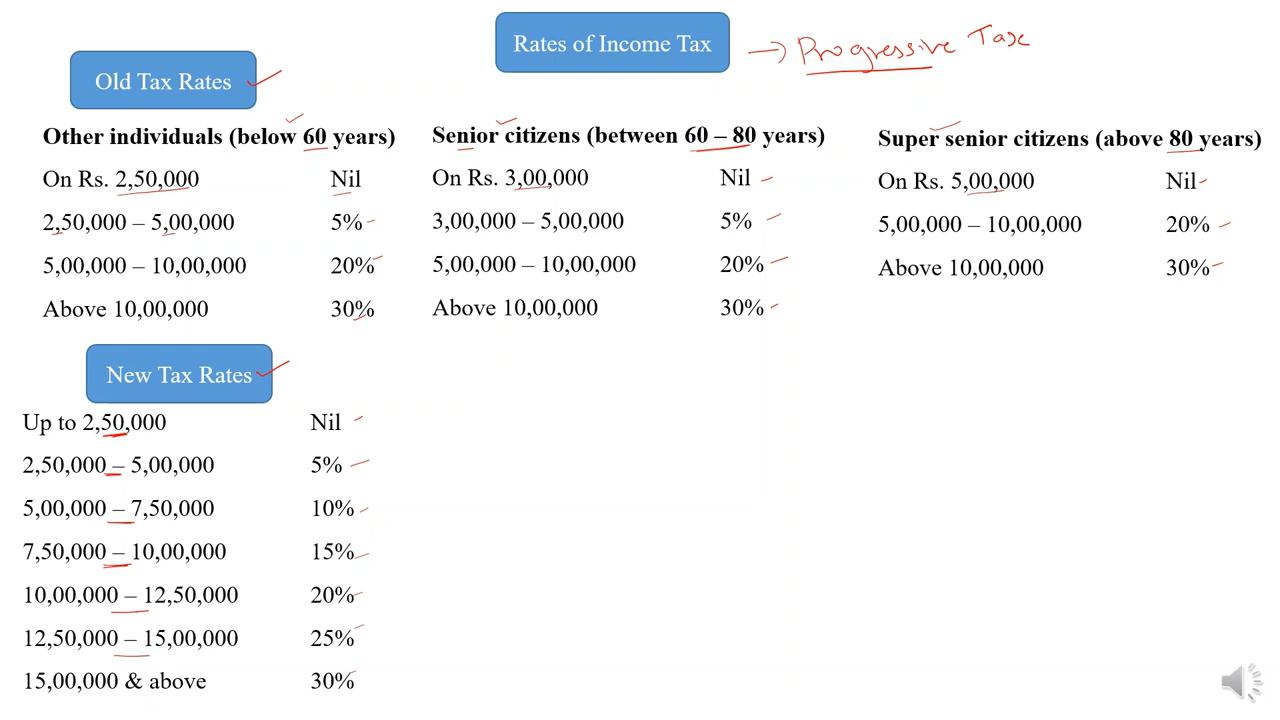 Rates of Income Tax
→ Progressive Tax
Old Tax Rates
Other individuals (below 60 years)
On Rs. 2,50,000 Nil
2,50,000 – 5,00,000 5%
5,00,000 – 10,00,000 20%
Above 10,00,000 30%
Senior citizens (between 60 – 80 years)
On Rs. 3,00,000 Nil
3,00,000 – 5,00,000 5%
5,00,000 – 10,00,000 20%
Above 10,00,000 30%
Super senior citizens (above 80 years)
On Rs. 5,00,000 Nil
5,00,000 – 10,00,000 20%
Above 10,00,000 30%
New Tax Rates
Up to 2,50,000 Nil
2,50,000 – 5,00,000 5%
5,00,000 – 7,50,000 10%
7,50,000 – 10,00,000 15%
10,00,000 – 12,50,000 20%
12,50,000 – 15,00,000 25%
15,00,000 & above 30%